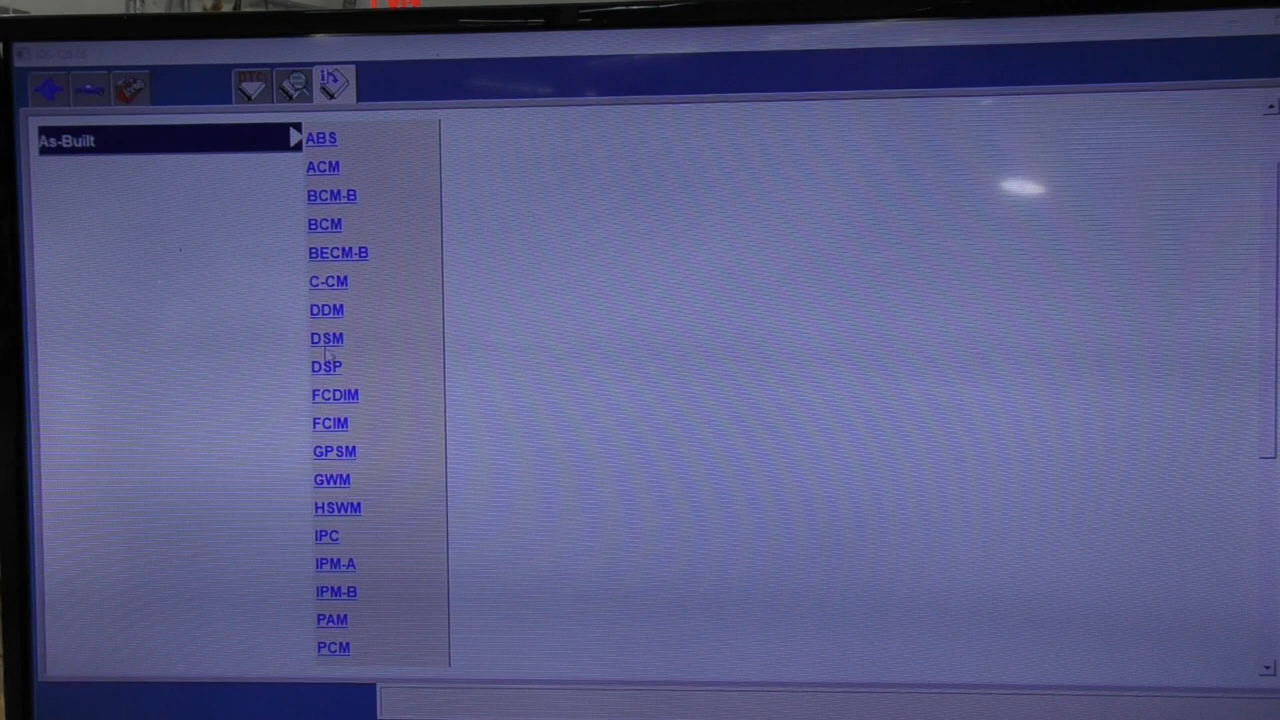 DTC
As-Built
ABS
ACM
BCM-B
BCM
BECM-B
C-CM
DDM
DSM
DSP
FCDIM
FCIM
GPSM
GWM
HSWM
IPC
IPM-A
IPM-B
PAM
PCM